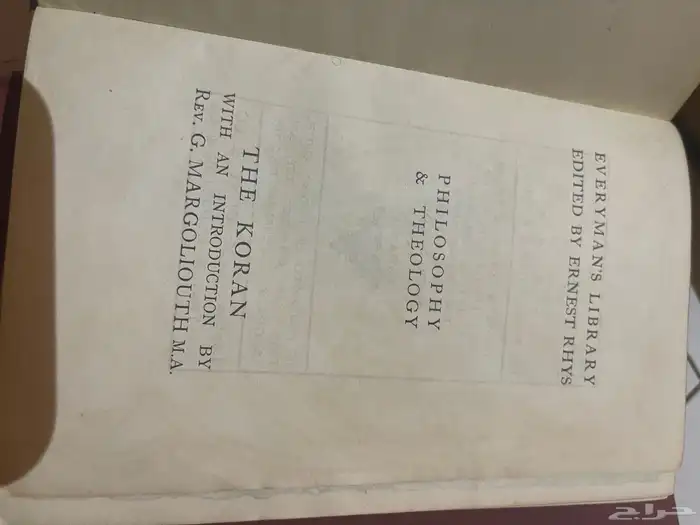 EVERYMAN'S LIBRARY
EDITED BY ERNEST RHYS
PHILOSOPHY
& THEOLOGY
THE KORAN
WITH AN INTRODUCTION BY
REV. G. MARGOLIOUTH M.A.
حراج